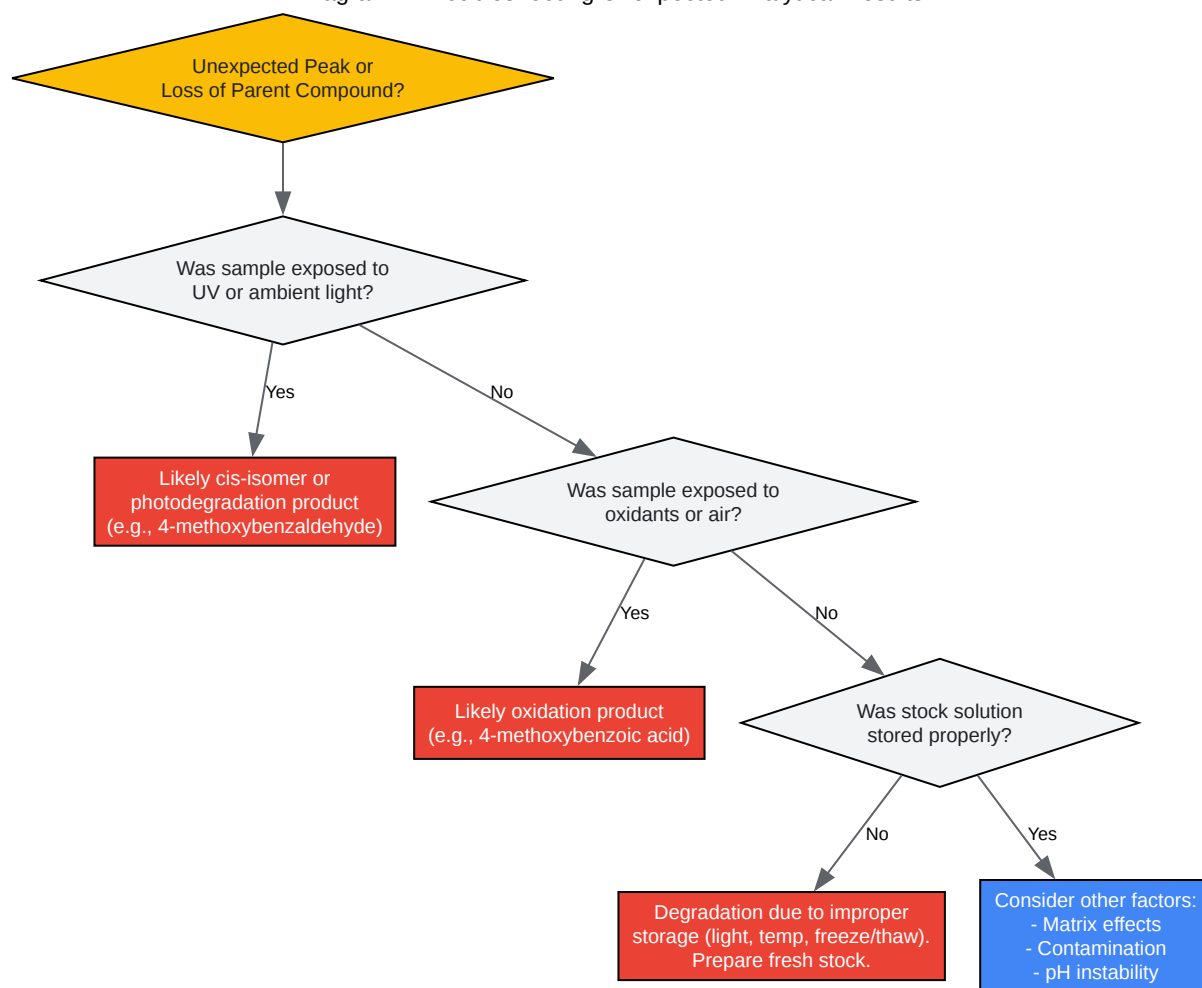 Unexpected Peak or
Loss of Parent Compound?
Was sample exposed to
UV or ambient light?
Yes
No
Likely cis-isomer or
photodegradation product
(e.g., 4-methoxybenzaldehyde)
Was sample exposed to
oxidants or air?
Yes
No
Likely oxidation product
(e.g., 4-methoxybenzoic acid)
Was stock solution
stored properly?
No
Yes
Degradation due to improper
storage (light, temp, freeze/thaw).
Prepare fresh stock.
Consider other factors:
- Matrix effects
- Contamination
- pH instability